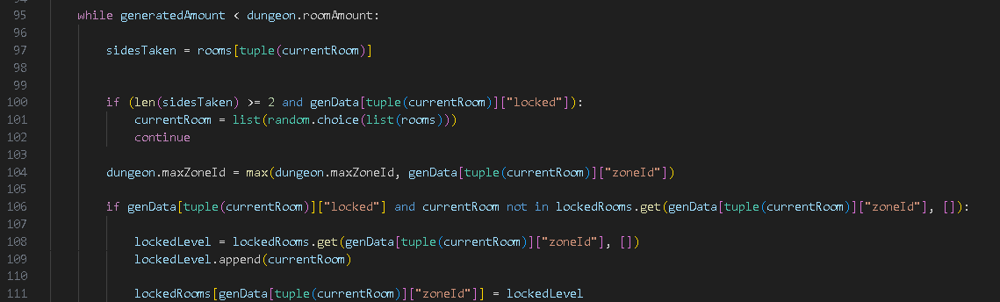 95 while generatedAmount < dungeon.roomAmount:
96
97 sidesTaken = rooms[tuple(currentRoom)]
98
99
100 if (len(sidesTaken) >= 2 and genData[tuple(currentRoom)]["locked"]):
101 currentRoom = list(random.choice(list(rooms)))
102 continue
103
104 dungeon.maxZoneId = max(dungeon.maxZoneId, genData[tuple(currentRoom)]["zoneId"])
105
106 if genData[tuple(currentRoom)]["locked"] and currentRoom not in lockedRooms.get(genData[tuple(currentRoom)]["zoneId"], []):
107
108 lockedLevel = lockedRooms.get(genData[tuple(currentRoom)]["zoneId"], [])
109 lockedLevel.append(currentRoom)
110
111 lockedRooms[genData[tuple(currentRoom)]["zoneId"]] = lockedLevel